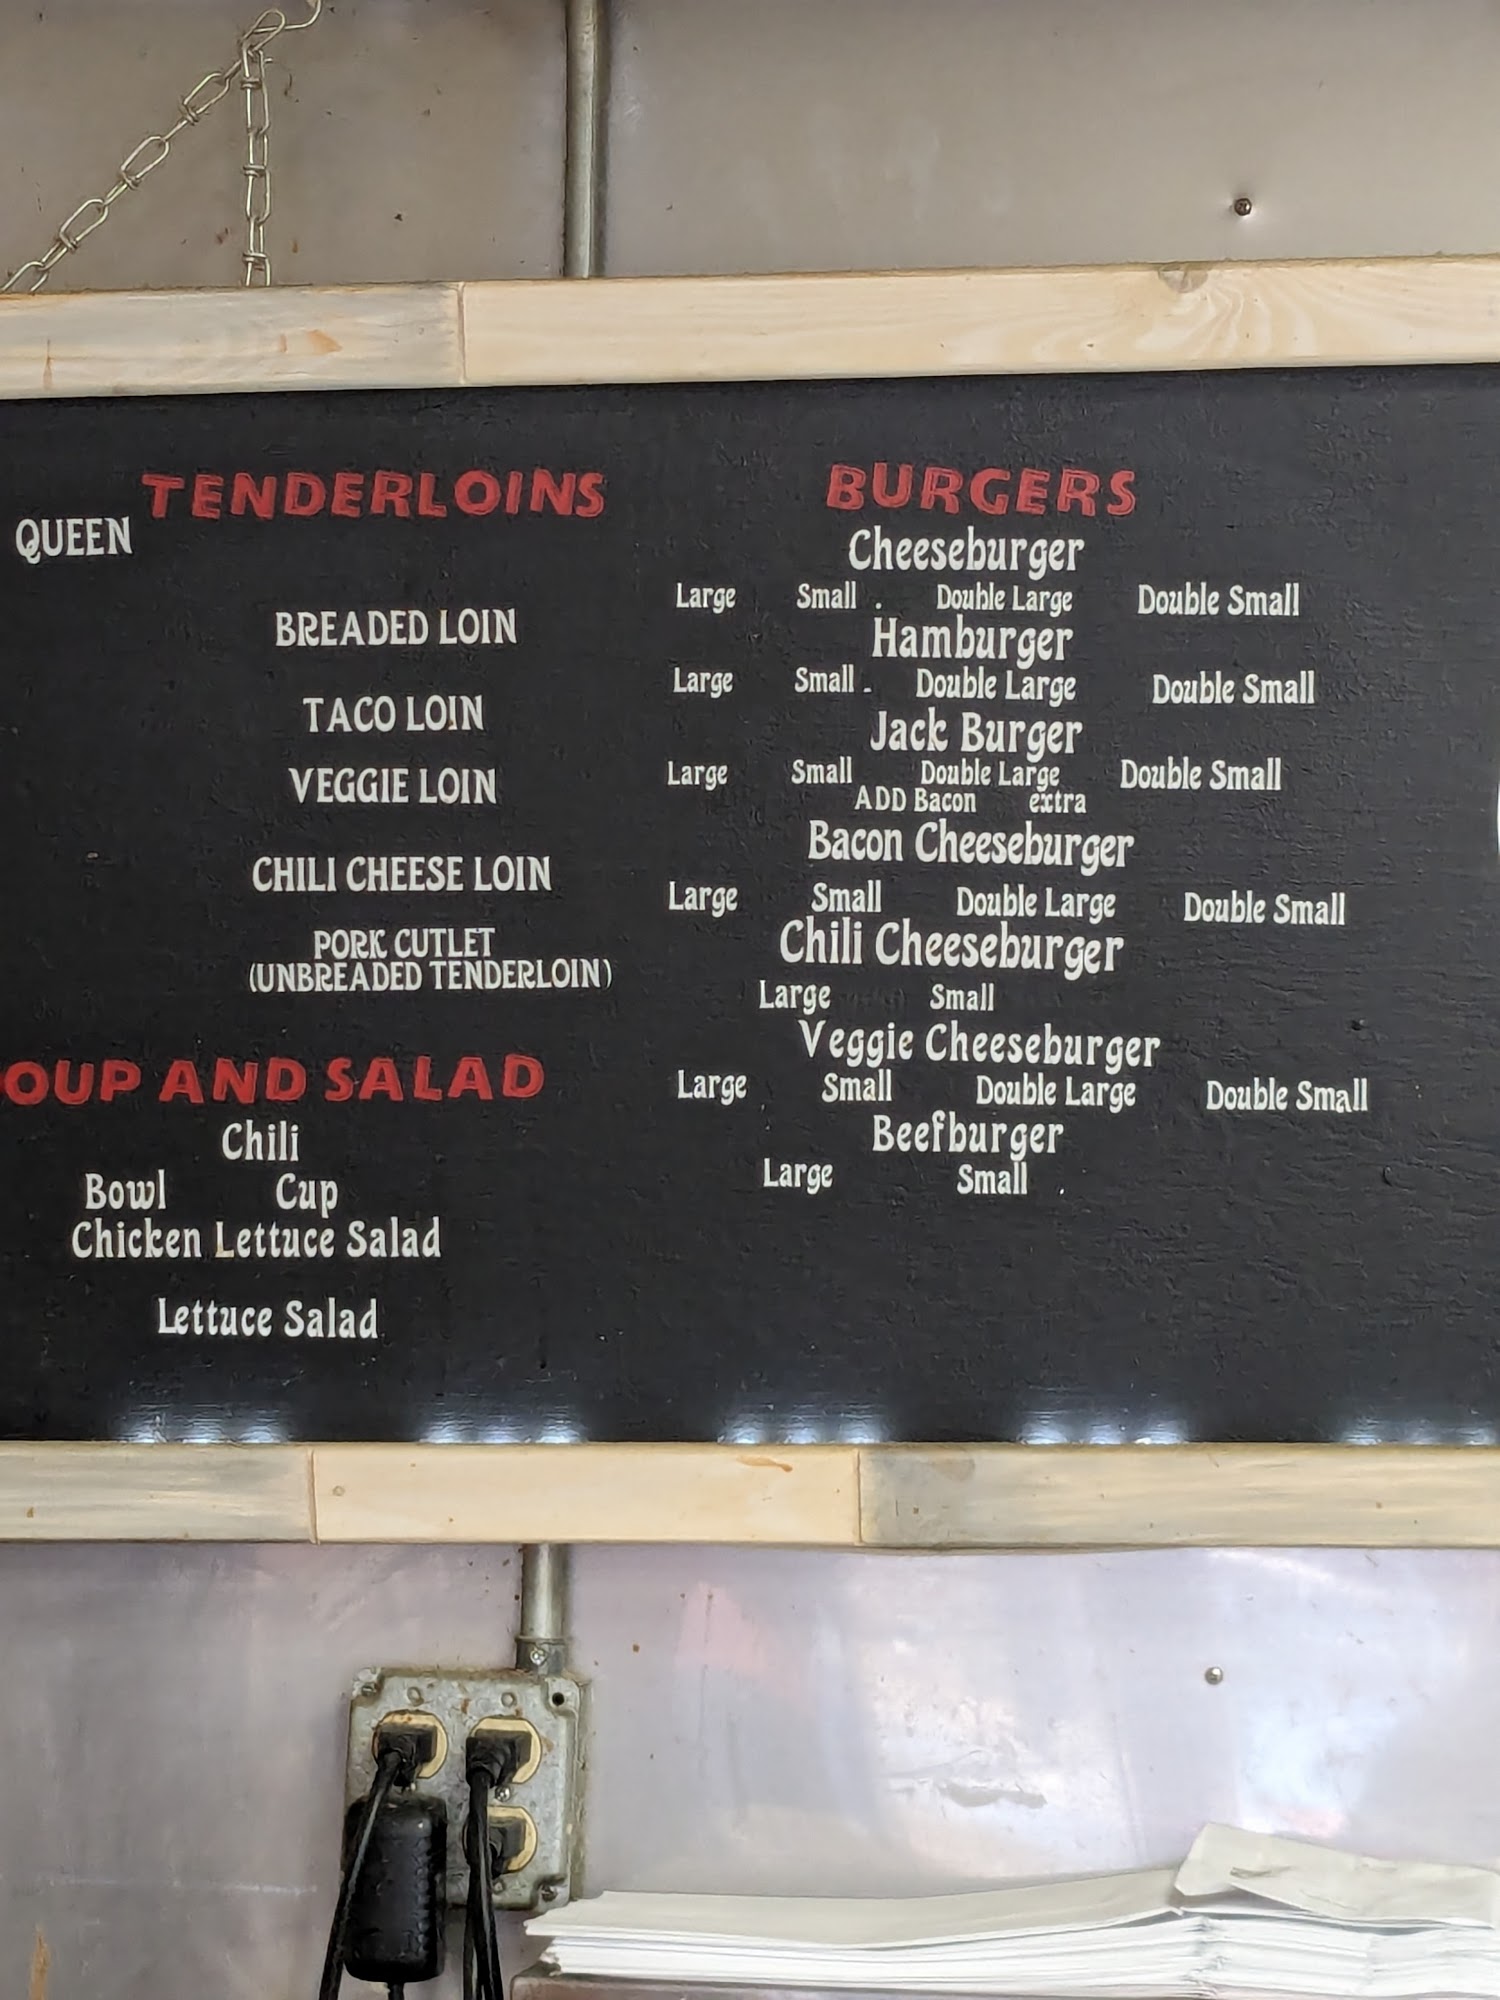 TENDERLOINS
QUEEN
BREADED LOIN
TACO LOIN
VEGGIE LOIN
CHILI CHEESE LOIN
PORK CUTLET
(UNBREADED TENDERLOIN)
OUP AND SALAD
Chili
Bowl Cup
Chicken Lettuce Salad
Lettuce Salad
BURGERS
Cheeseburger
Large Small . Double Large Double Small
Hamburger
Large Small . Double Large Double Small
Jack Burger
Large Small Double Large Double Small
ADD Bacon extra
Bacon Cheeseburger
Large Small Double Large Double Small
Chili Cheeseburger
Large Small
Veggie Cheeseburger
Large Small Double Large Double Small
Beefburger
Large Small .